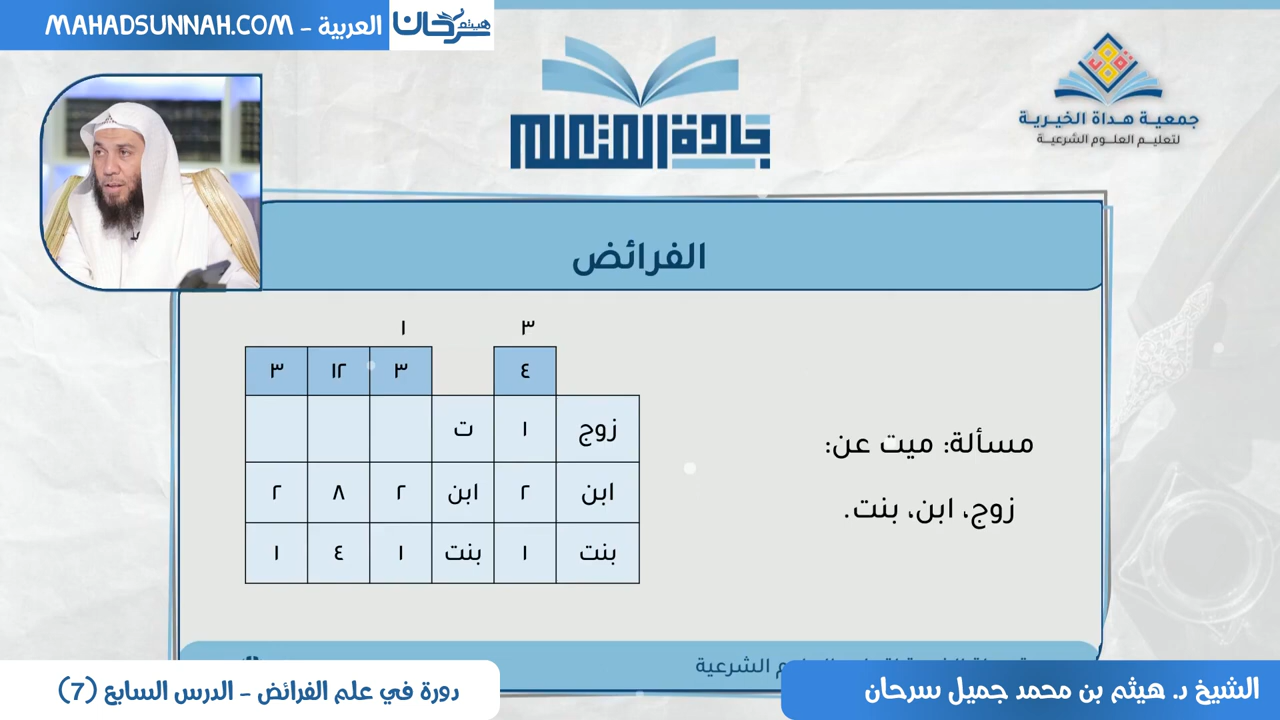 العربية - MAHADSUNNAH.COM
هيثم سرحان
جادة المتعلم
جمعية هداة الخيرية
لتعليم العلوم الشرعية
الفرائض
٣ ١
٤ ٣ ١٢ ٣
زوج ١ ت
ابن ٢ ابن ٢ ٨ ٢
بنت ١ بنت ١ ٤ ١
مسألة: ميت عن:
زوج، ابن، بنت.
الشرعية
الشيخ د. هيثم بن محمد جميل سرحان
دورة في علم الفرائض - الدرس السابع (7)